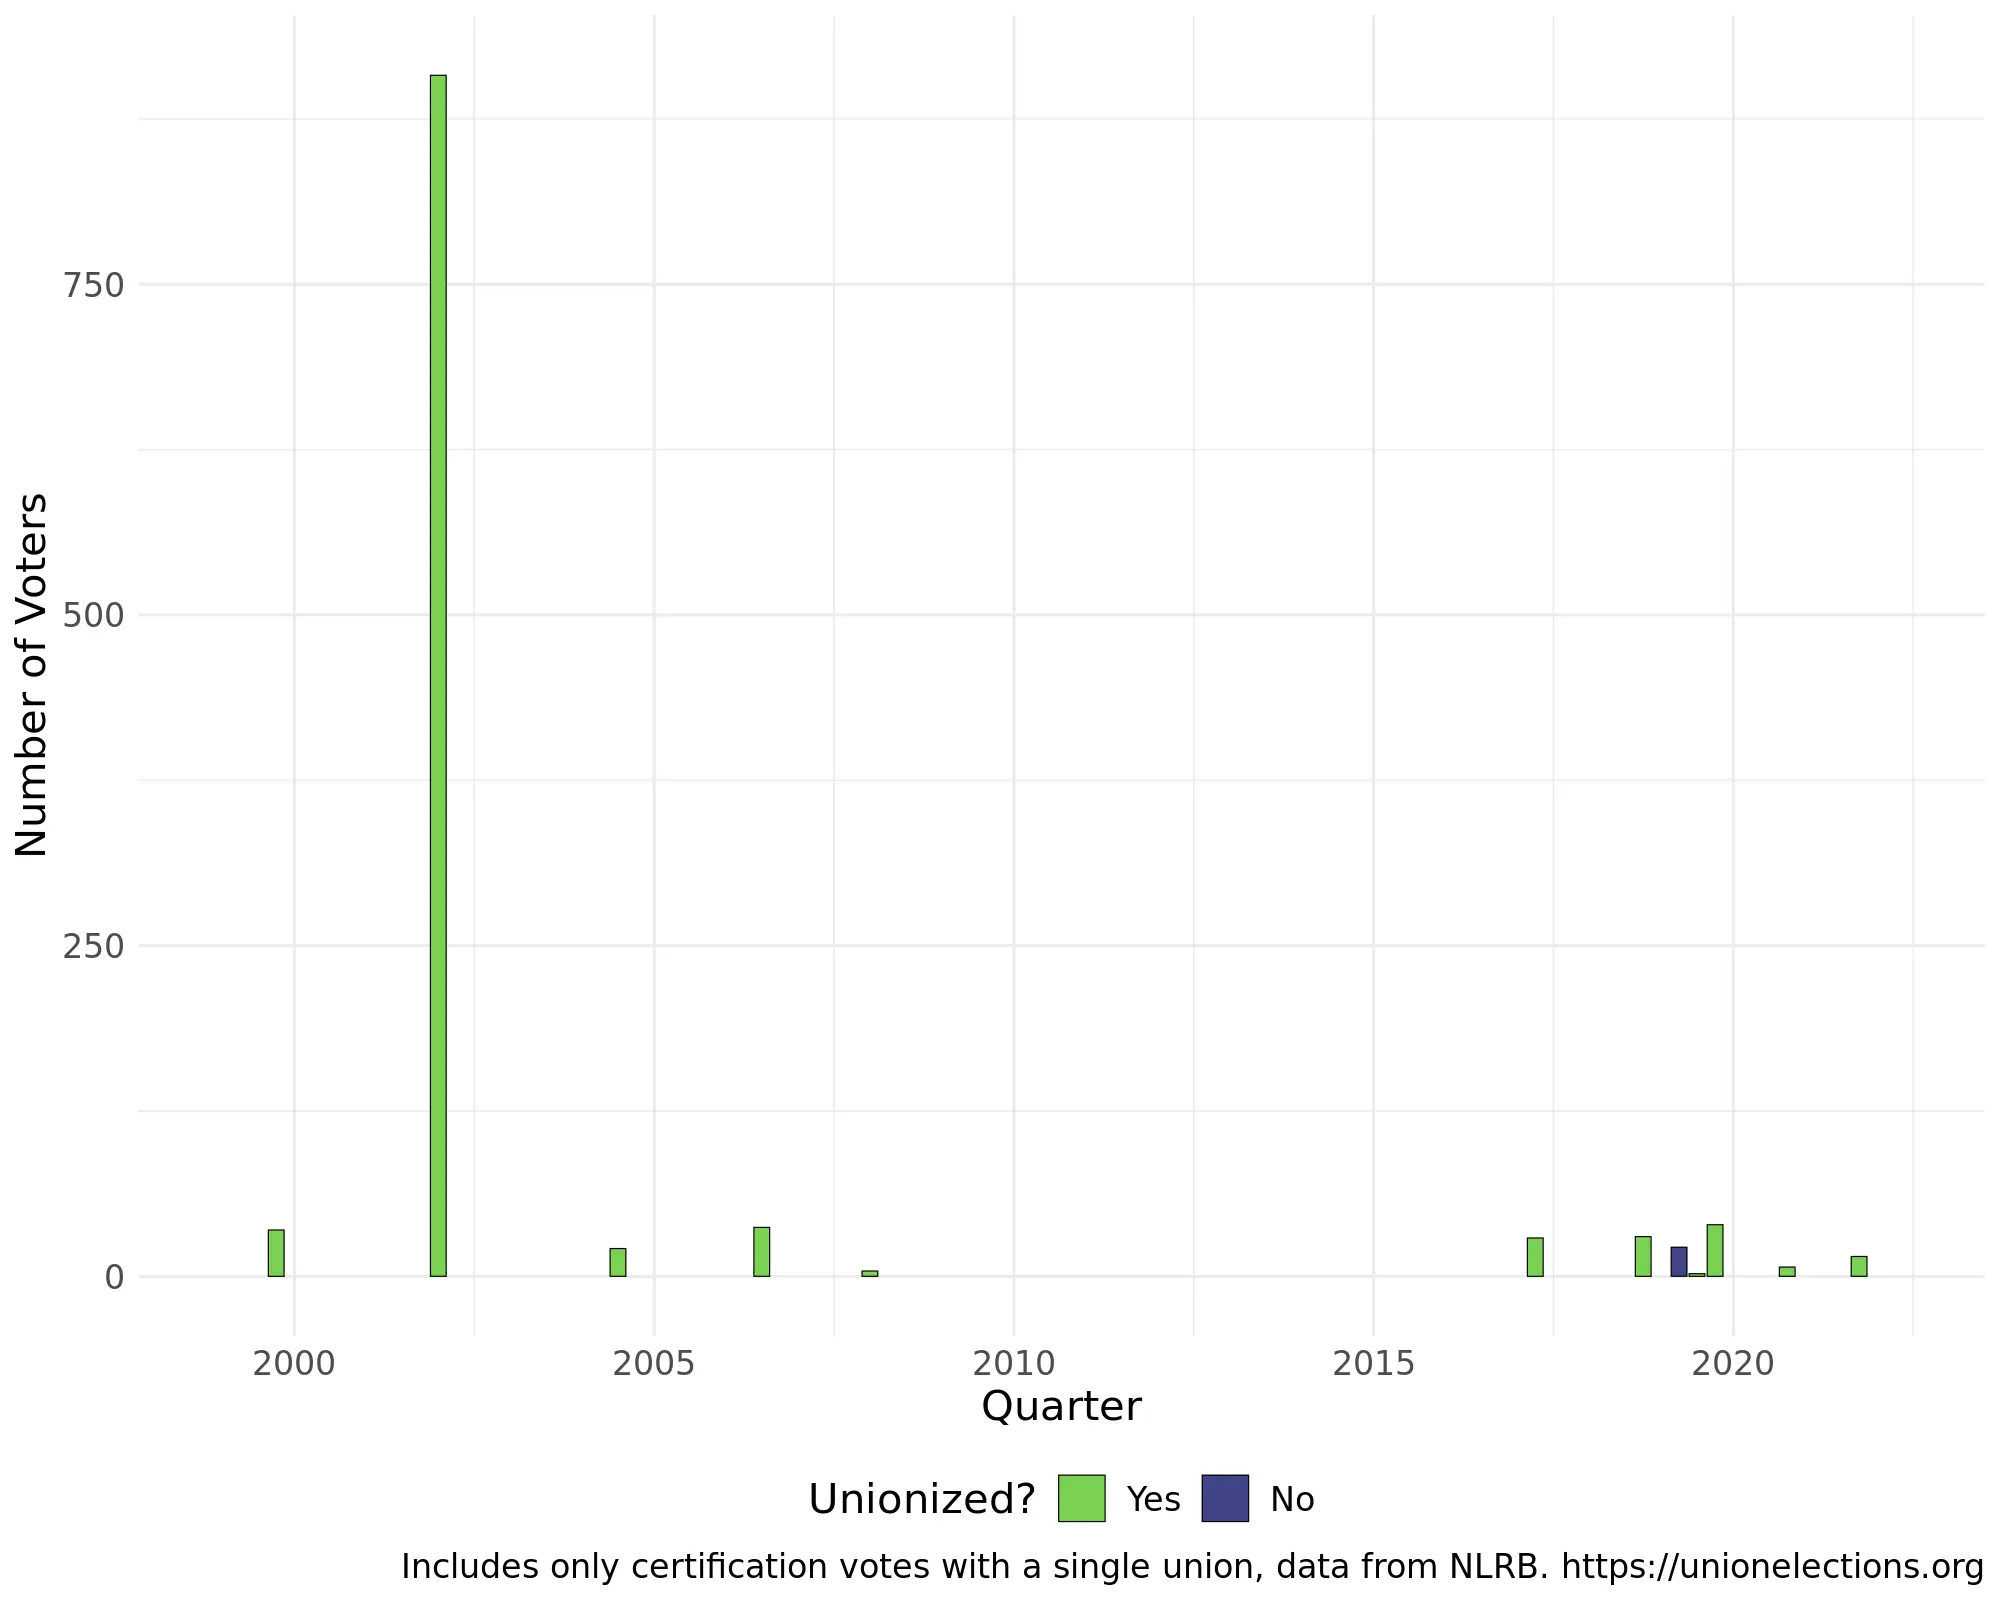 Number of Voters
750
500
250
0
2000 2005 2010 2015 2020
Quarter
Unionized? Yes No
Includes only certification votes with a single union, data from NLRB. https://unionelections.org